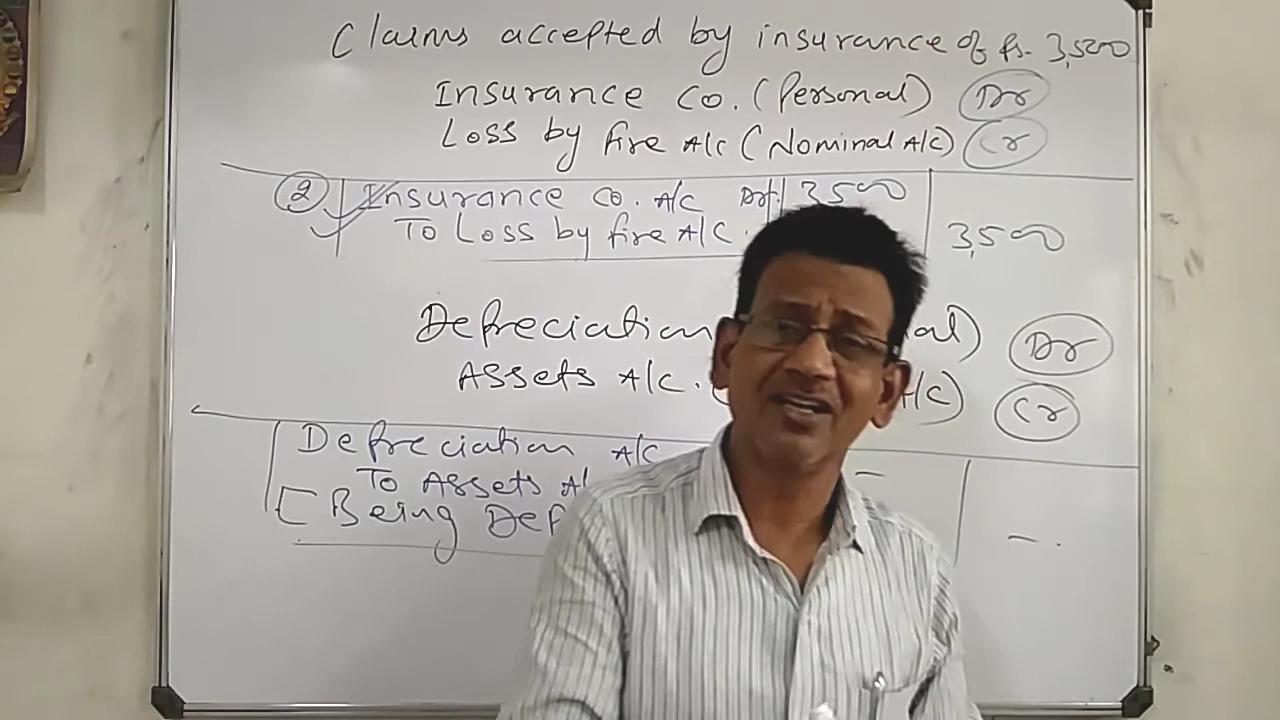 Claims accepted by insurance of Rs. 3,500
Insurance Co. (Personal) Dr
Loss by fire A/C (Nominal A/C) Cr
2 Insurance Co. A/C Dr. 3500
To Loss by fire A/C. 3,500
Depreciation al) Dr
Assets A/C. ( A/C) Cr
Depreciation A/C
To Assets A/ –
[Being Dep – .